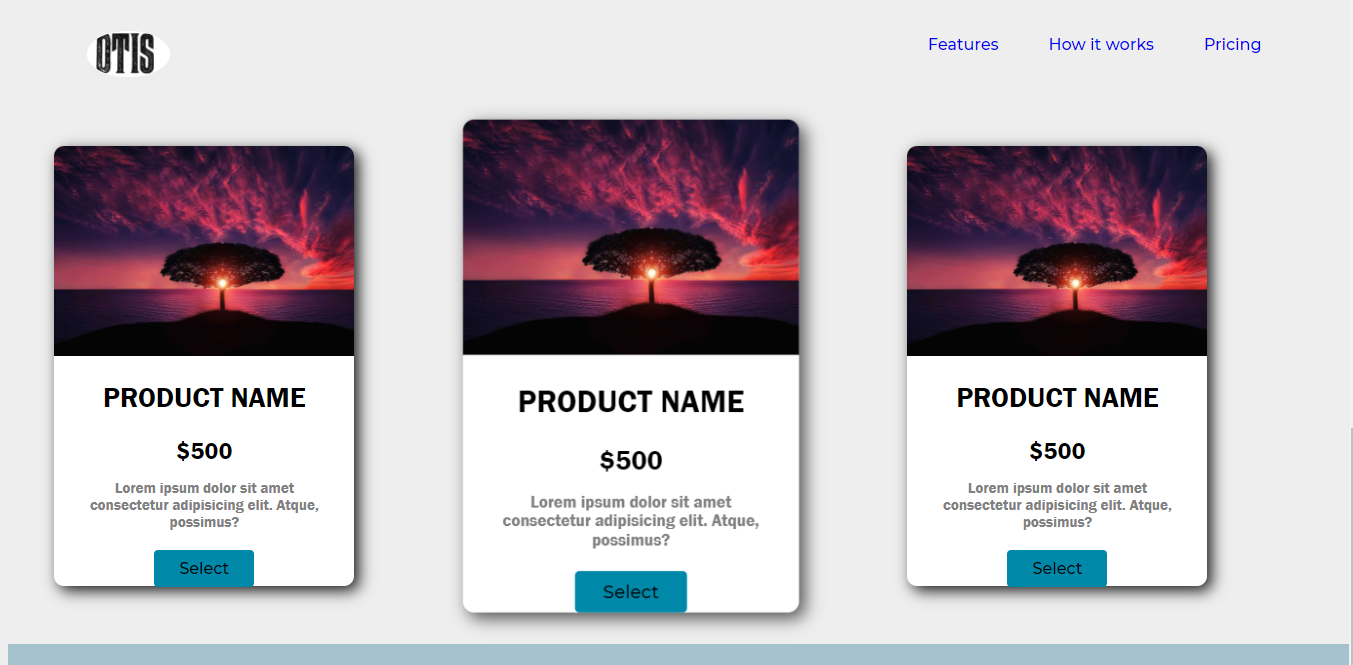 OTIS
Features
How it works
Pricing
PRODUCT NAME
$500
Lorem ipsum dolor sit amet
consectetur adipisicing elit. Atque,
possimus?
Select
PRODUCT NAME
$500
Lorem ipsum dolor sit amet
consectetur adipisicing elit. Atque,
possimus?
Select
PRODUCT NAME
$500
Lorem ipsum dolor sit amet
consectetur adipisicing elit. Atque,
possimus?
Select